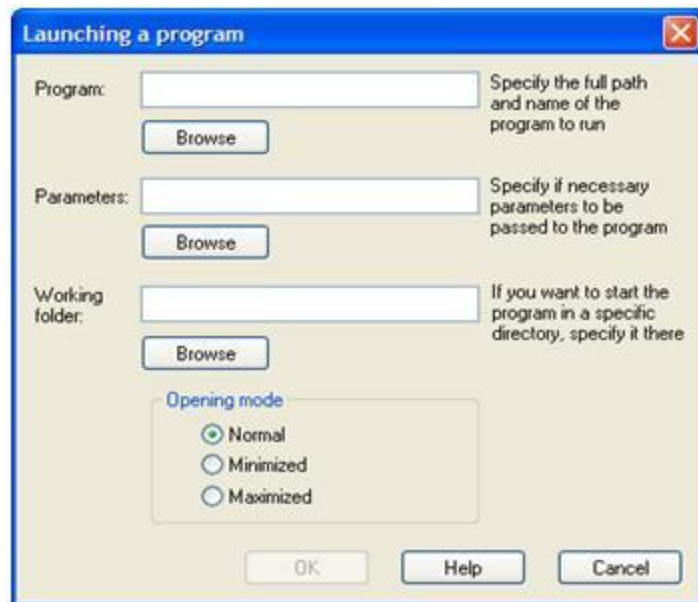 Launching a program
Program:
Specify the full path
and name of the
program to run
Browse
Parameters:
Specify if necessary
parameters to be
passed to the program
Browse
Working
folder:
If you want to start the
program in a specific
directory, specify it there
Browse
Opening mode
Normal
Minimized
Maximized
OK Help Cancel